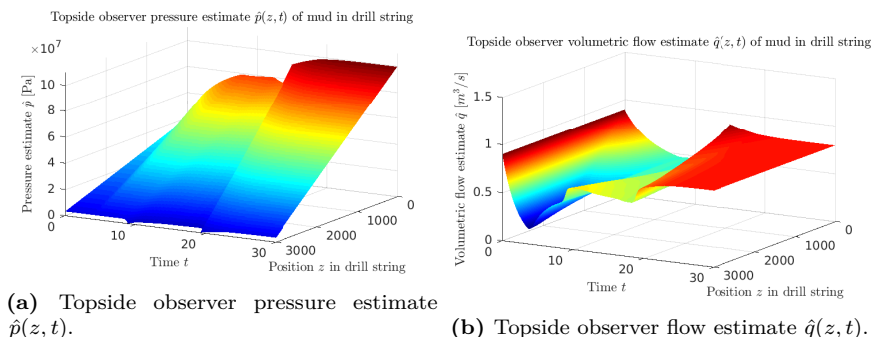 Topside observer pressure estimate p̂(z, t) of mud in drill string
×10⁷
10
8
6
4
2
0
Pressure estimate p̂ [Pa]
0
10
20
30
Time t
3000
2000
1000
0
Position z in drill string
(a) Topside observer pressure estimate
p̂(z, t).
Topside observer volumetric flow estimate q̂(z, t) of mud in drill string
1.5
1
0.5
0
Volumetric flow estimate q̂ [m³/s]
0
10
20
30
Time t
3000
2000
1000
0
Position z in drill string
(b) Topside observer flow estimate q̂(z, t).